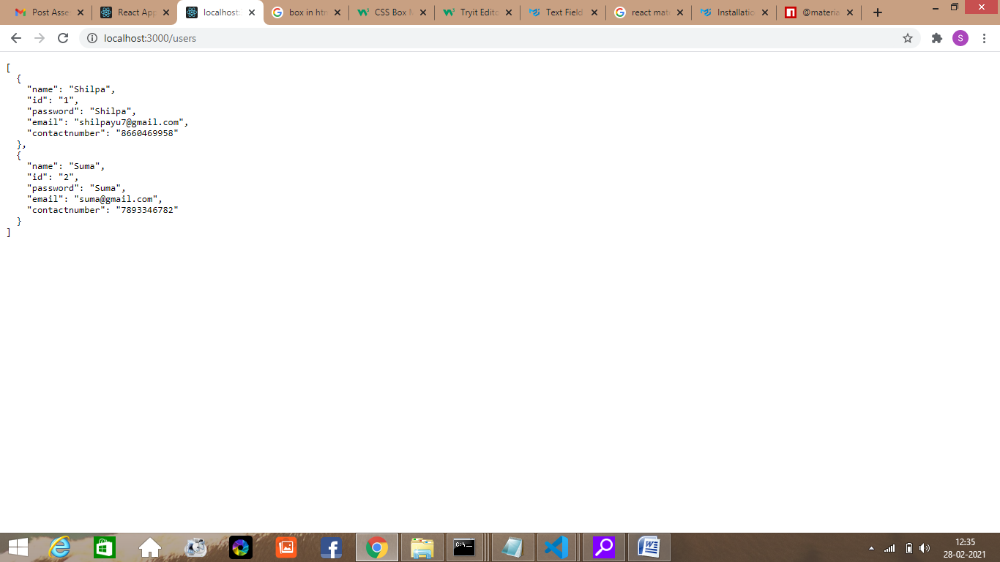 Post Asse
React App
localhost:
box in htm
CSS Box M
Tryit Edito
Text Field
react mate
Installatio
@materia
localhost:3000/users
S
[
{
"name": "Shilpa",
"id": "1",
"password": "Shilpa",
"email": "shilpayu7@gmail.com",
"contactnumber": "8660469958"
},
{
"name": "Suma",
"id": "2",
"password": "Suma",
"email": "suma@gmail.com",
"contactnumber": "7893346782"
}
]
12:35
28-02-2021